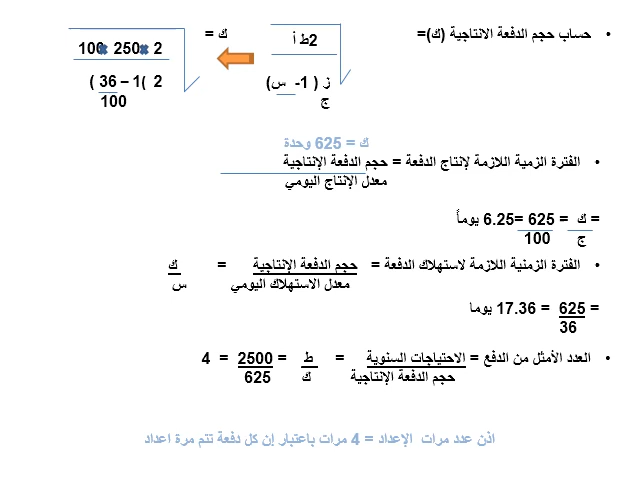 • حساب حجم الدفعة الانتاجية (ك)=
2ط أ
ز ( 1- س)
ج
ك =
2 × 250 × 100
2 )1 – 36 (
100
ك = 625 وحدة
• الفترة الزمية اللازمة لإنتاج الدفعة = حجم الدفعة الإنتاجية
معدل الإنتاج اليومي
= ك = 625 =6.25 يوماً
ج 100
• الفترة الزمنية اللازمة لاستهلاك الدفعة = حجم الدفعة الإنتاجية = ك
معدل الاستهلاك اليومي س
= 625 = 17.36 يوما
36
• العدد الأمثل من الدفع = الاحتياجات السنوية = ط = 2500 = 4
حجم الدفعة الإنتاجية ك 625
اذن عدد مرات الإعداد = 4 مرات بإعتبار إن كل دفعة تتم مرة اعداد